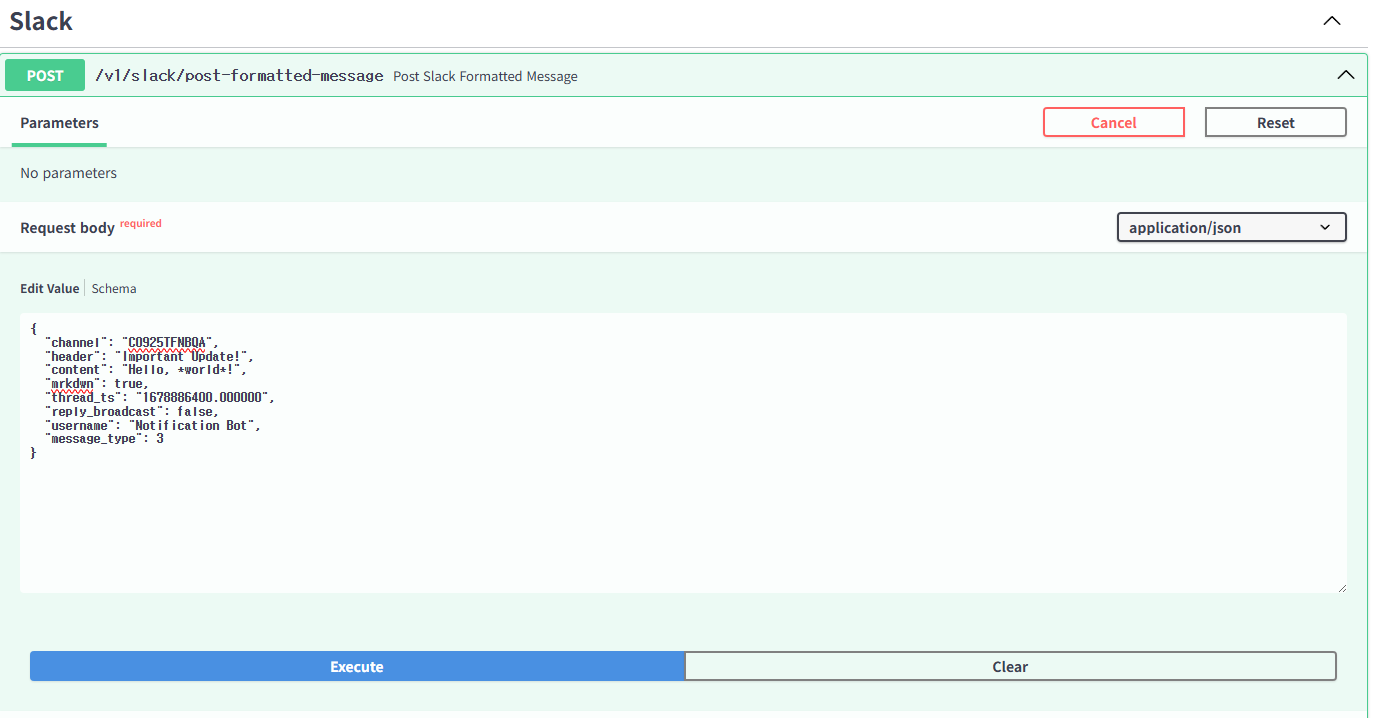 Slack
POST /v1/slack/post-formatted-message Post Slack Formatted Message
Parameters
Cancel
Reset
No parameters
Request body required
application/json
Edit Value | Schema
{
"channel": "C0925TFNBQA",
"header": "Important Update!",
"content": "Hello, *world*!",
"mrkdwn": true,
"thread_ts": "1678886400.000000",
"reply_broadcast": false,
"username": "Notification Bot",
"message_type": 3
}
Execute
Clear